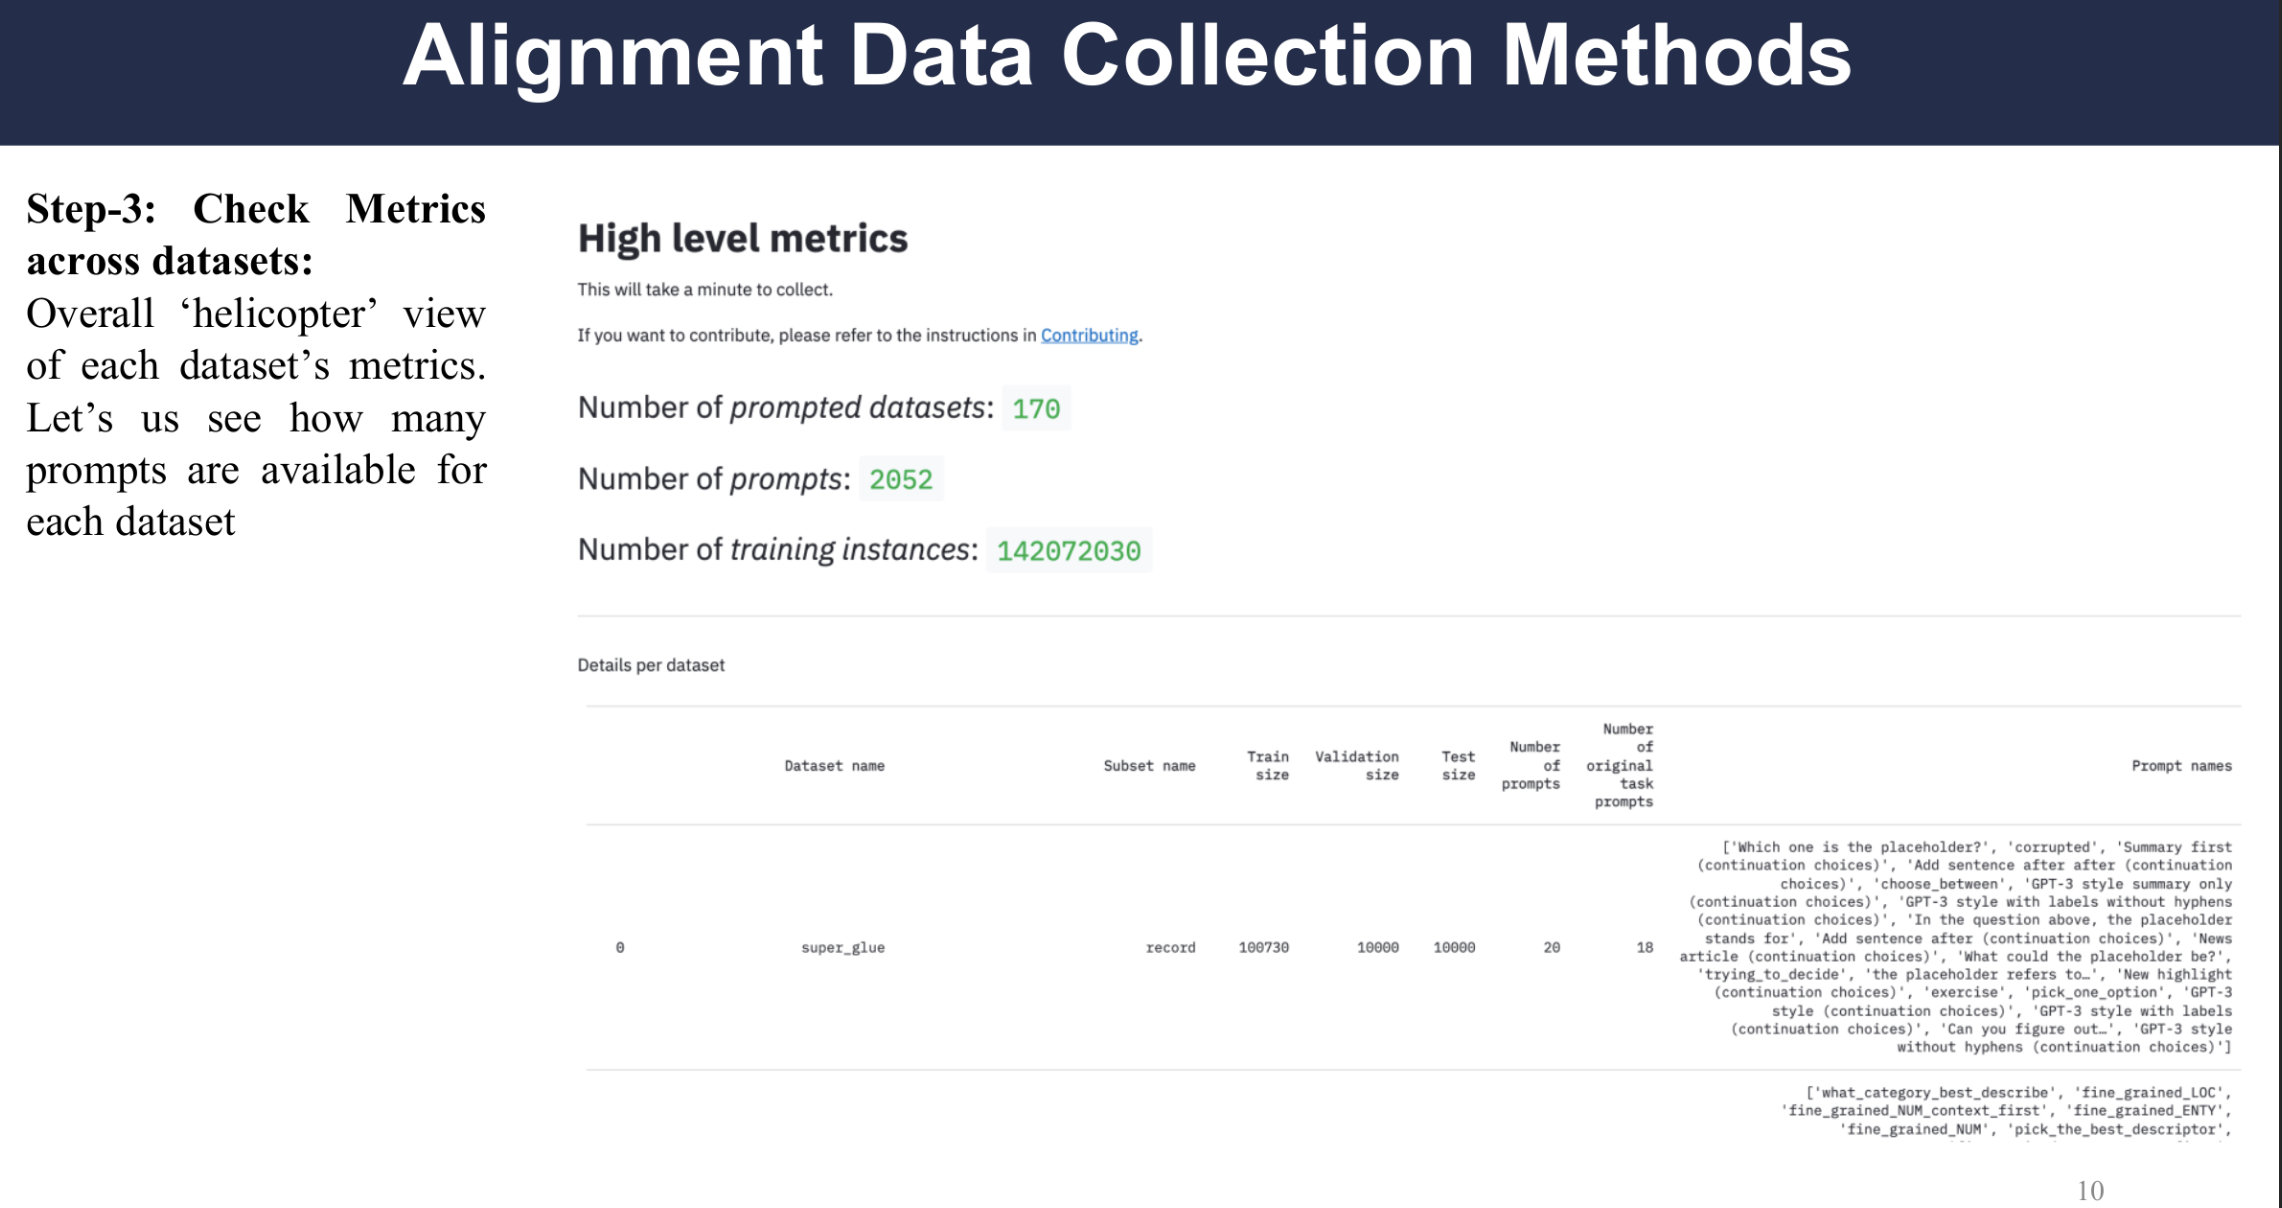 Alignment Data Collection Methods
Step-3: Check Metrics
across datasets:
Overall ‘helicopter’ view
of each dataset’s metrics.
Let’s us see how many
prompts are available for
each dataset
High level metrics
This will take a minute to collect.
If you want to contribute, please refer to the instructions in Contributing.
Number of prompted datasets: 170
Number of prompts: 2052
Number of training instances: 142072030
Details per dataset
Dataset name
Subset name
Train
size
Validation
size
Test
size
Number
of
prompts
Number
of
original
task
prompts
Prompt names
0
super_glue
record
100730
10000
10000
20
18
['Which one is the placeholder?', 'corrupted', 'Summary first
(continuation choices)', 'Add sentence after after (continuation
choices)', 'choose_between', 'GPT-3 style summary only
(continuation choices)', 'GPT-3 style with labels without hyphens
(continuation choices)', 'In the question above, the placeholder
stands for', 'Add sentence after (continuation choices)', 'News
article (continuation choices)', 'What could the placeholder be?',
'trying_to_decide', 'the placeholder refers to…', 'New highlight
(continuation choices)', 'exercise', 'pick_one_option', 'GPT-3
style (continuation choices)', 'GPT-3 style with labels
(continuation choices)', 'Can you figure out…', 'GPT-3 style
without hyphens (continuation choices)']
['what_category_best_describe', 'fine_grained_LOC',
'fine_grained_NUM_context_first', 'fine_grained_ENTY',
'fine_grained_NUM', 'pick_the_best_descriptor',
10